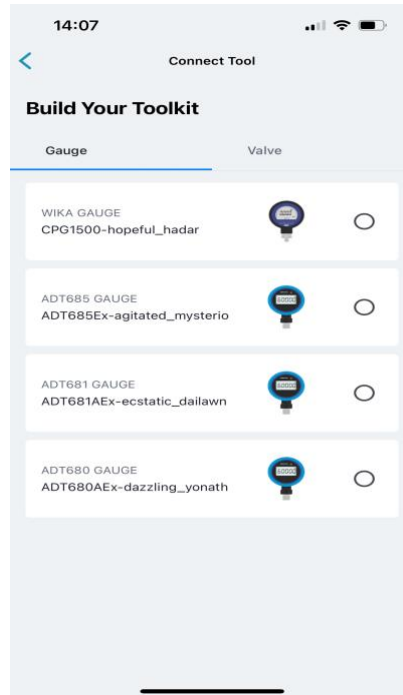 14:07
Connect Tool
Build Your Toolkit
Gauge Valve
WIKA GAUGE
CPG1500-hopeful_hadar
ADT685 GAUGE
ADT685Ex-agitated_mysterio
ADT681 GAUGE
ADT681AEx-ecstatic_dailawn
ADT680 GAUGE
ADT680AEx-dazzling_yonath